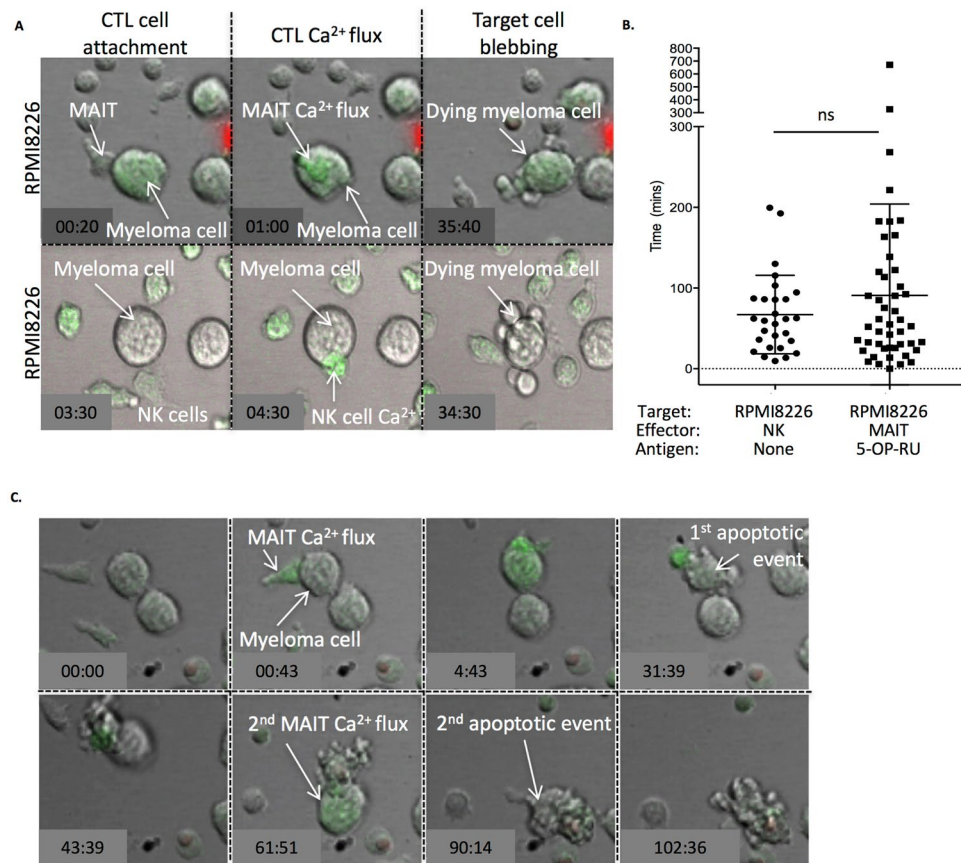 A
CTL cell
attachment
CTL Ca²⁺ flux
Target cell
blebbing
RPMI8226
MAIT
Myeloma cell
00:20
MAIT Ca²⁺ flux
Myeloma cell
01:00
Dying myeloma cell
35:40
RPMI8226
Myeloma cell
NK cells
03:30
Myeloma cell
NK cell Ca²⁺
04:30
Dying myeloma cell
34:30
B.
800
700
600
500
400
300
300
200
100
0
Time (mins)
ns
Target: RPMI8226 RPMI8226
Effector: NK MAIT
Antigen: None 5-OP-RU
C.
00:00
MAIT Ca²⁺ flux
Myeloma cell
00:43
4:43
1st apoptotic
event
31:39
43:39
2nd MAIT Ca²⁺ flux
61:51
2nd apoptotic event
90:14
102:36